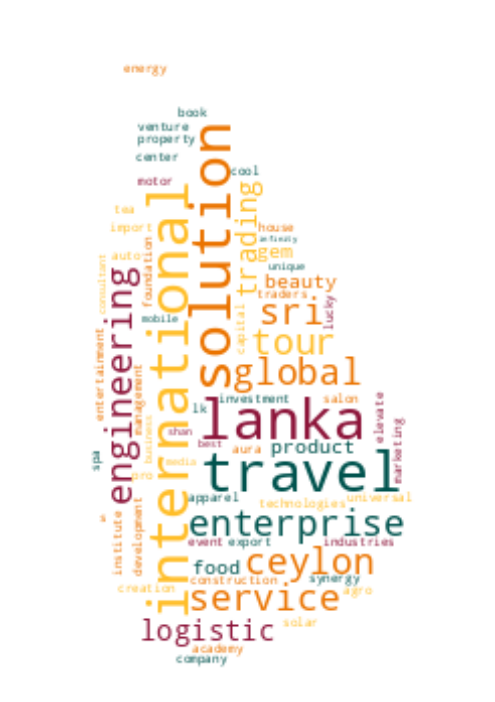 energy
book
venture
property
center
cool
motor
solution
international
trading
tea
import
house
infinity
auto
gem
foundation
consultant
unique
engineering
beauty
traders
lucky
sri
capital
mobile
tour
entertainment
global
management
investment
salon
elevate
lk
lanka
business
shan
best
marketing
aura
product
spa
media
travel
pro
apparel
universal
technologies
institute
development
enterprise
event
export
industries
food
ceylon
synergy
construction
creation
agro
service
logistic
solar
academy
company